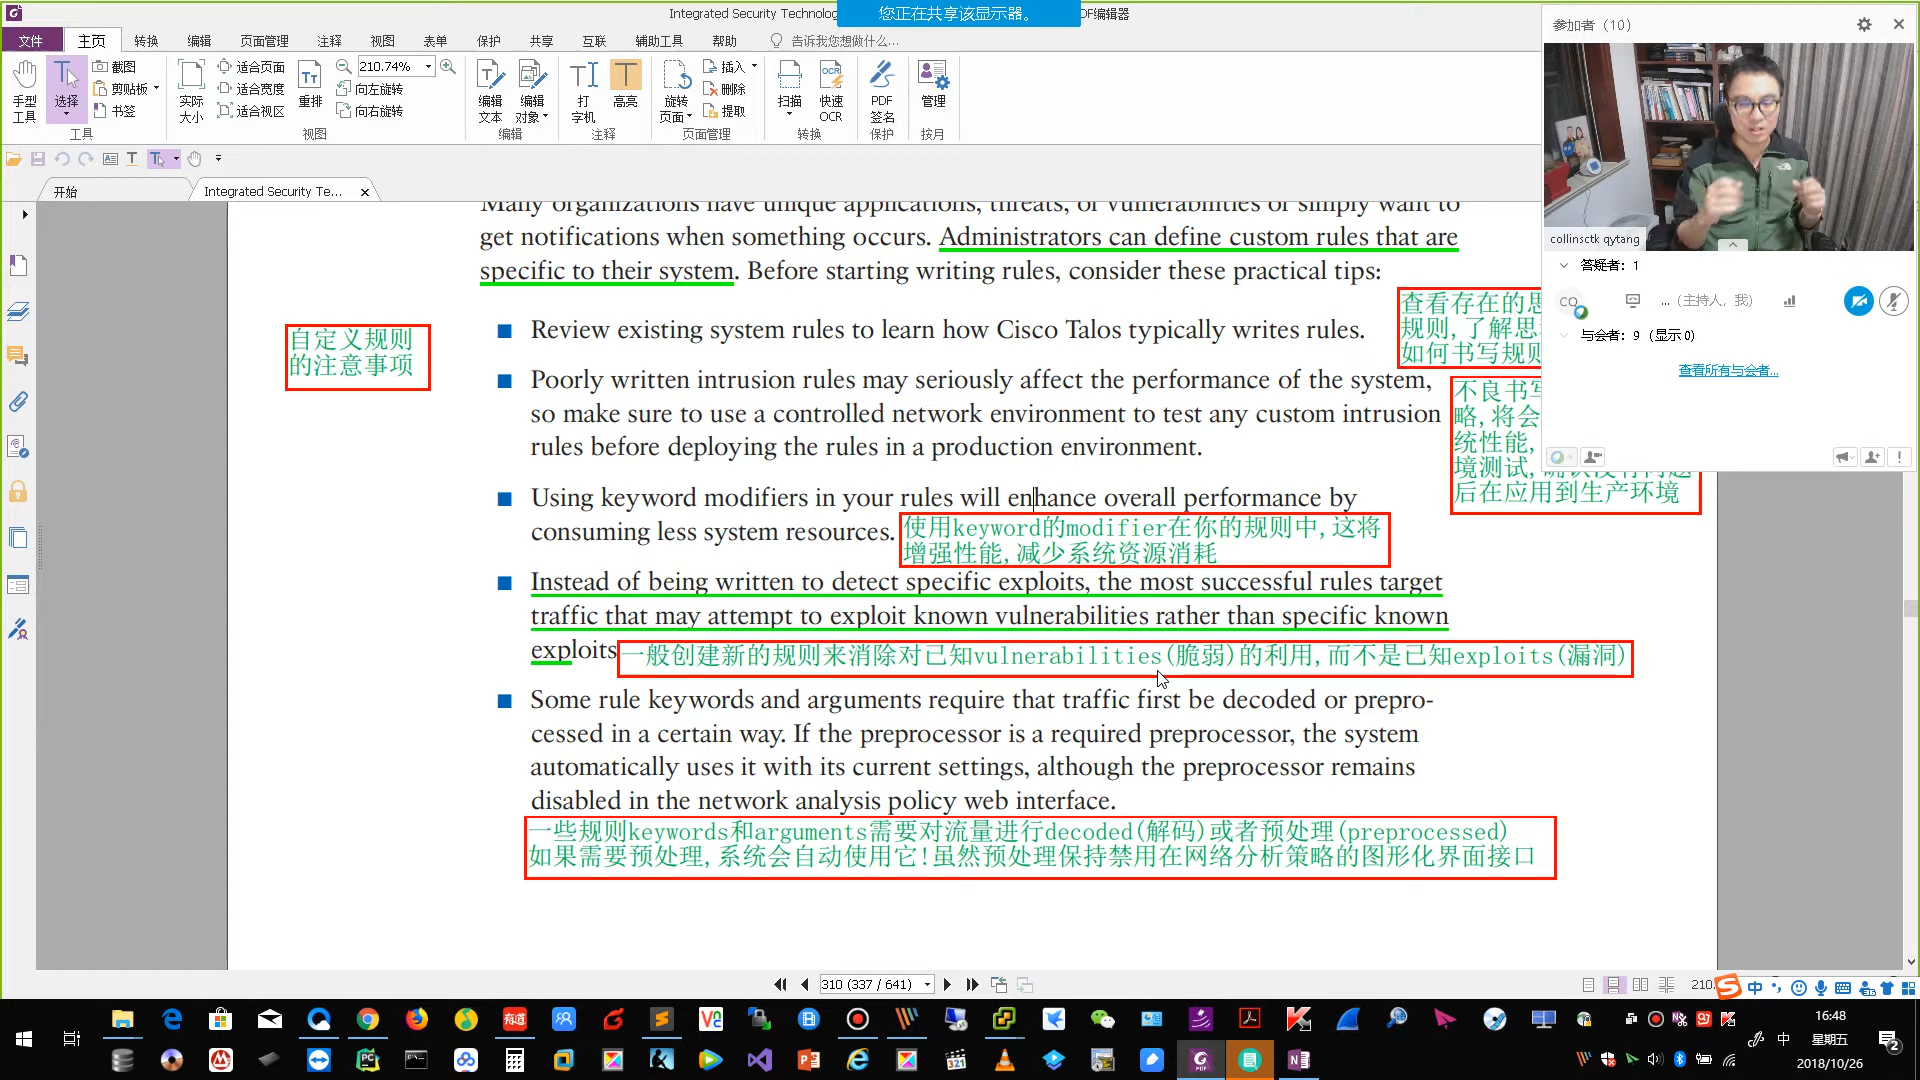 Integrated Security Technolog
您正在共享该显示器。
DF编辑器
文件
主页
转换
编辑
页面管理
注释
视图
表单
保护
共享
互联
辅助工具
帮助
告诉我您想做什么...
手型
工具
选择
截图
剪贴板
书签
工具
实际
大小
适合页面
适合宽度
适合视区
重排
210.74%
向左旋转
向右旋转
视图
编辑
文本
编辑
对象
编辑
打
字机
高亮
注释
旋转
页面
插入
删除
提取
页面管理
扫描
快速
OCR
转换
PDF
签名
保护
管理
按月
开始
Integrated Security Te...
Many organizations have unique applications, threats, or vulnerabilities or simply want to
get notifications when something occurs. Administrators can define custom rules that are
specific to their system. Before starting writing rules, consider these practical tips:
自定义规则
的注意事项
Review existing system rules to learn how Cisco Talos typically writes rules.
查看存在的思
规则,了解思
如何书写规则
Poorly written intrusion rules may seriously affect the performance of the system,
so make sure to use a controlled network environment to test any custom intrusion
rules before deploying the rules in a production environment.
不良书写
略,将会
统性能,
境测试,确认没有问题
后在应用到生产环境
Using keyword modifiers in your rules will enhance overall performance by
consuming less system resources.
使用keyword的modifier在你的规则中,这将
增强性能,减少系统资源消耗
Instead of being written to detect specific exploits, the most successful rules target
traffic that may attempt to exploit known vulnerabilities rather than specific known
exploits
一般创建新的规则来消除对已知vulnerabilities(脆弱)的利用,而不是已知exploits(漏洞)
Some rule keywords and arguments require that traffic first be decoded or prepro-
cessed in a certain way. If the preprocessor is a required preprocessor, the system
automatically uses it with its current settings, although the preprocessor remains
disabled in the network analysis policy web interface.
一些规则keywords和arguments需要对流量进行decoded(解码)或者预处理(preprocessed)
如果需要预处理,系统会自动使用它!虽然预处理保持禁用在网络分析策略的图形化界面接口
参加者 (10)
collinsctk qytang
答疑者: 1
CQ
... (主持人, 我)
与会者: 9 (显示 0)
查看所有与会者...
310 (337 / 641)
210.
中
16:48
中
星期五
2018/10/26
2